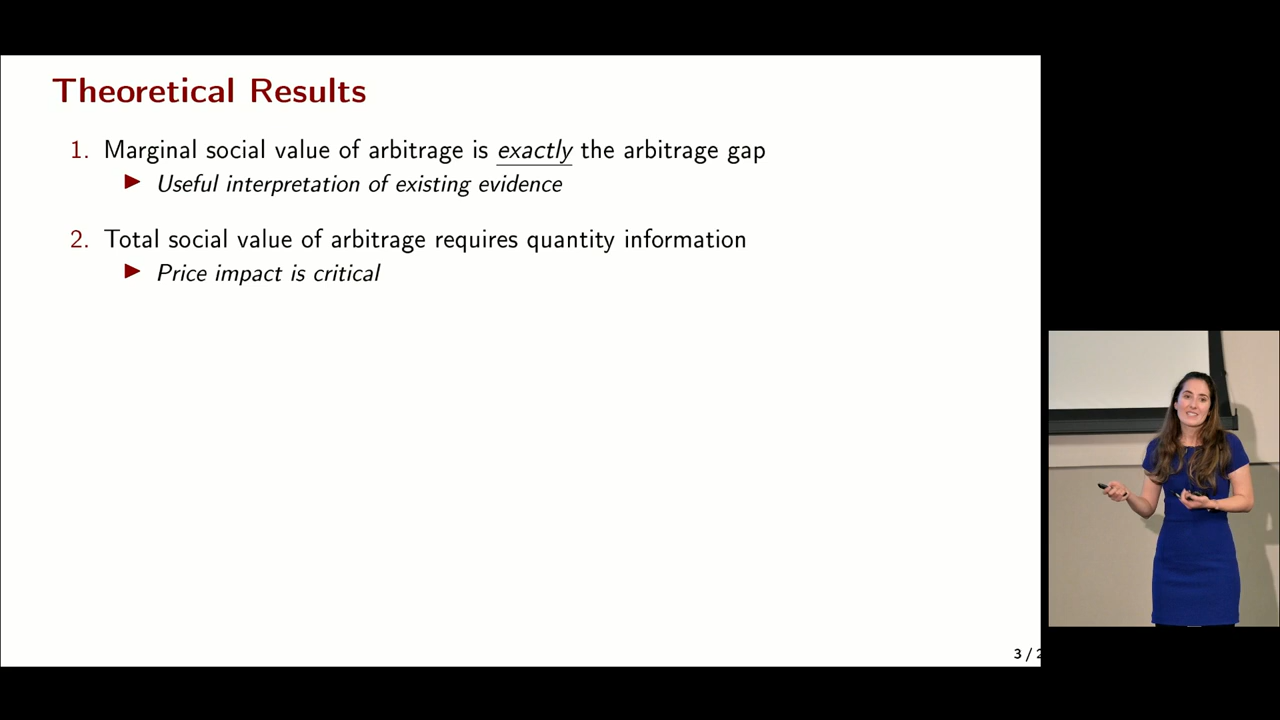 Theoretical Results
1. Marginal social value of arbitrage is exactly the arbitrage gap
▶ Useful interpretation of existing evidence
2. Total social value of arbitrage requires quantity information
▶ Price impact is critical
3 / 2